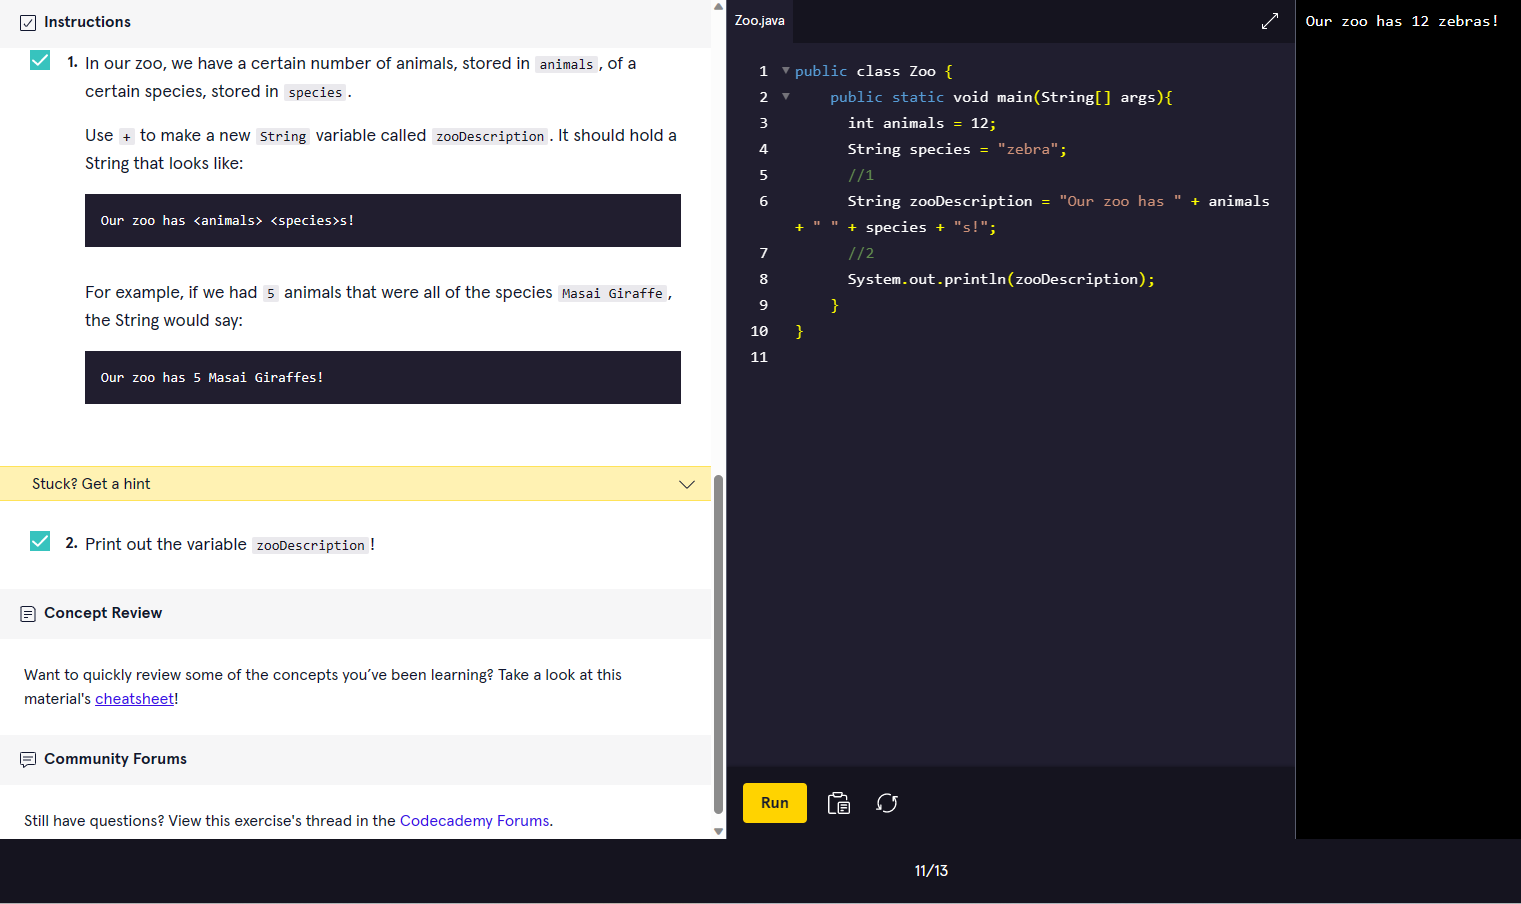 Instructions
1. In our zoo, we have a certain number of animals, stored in animals, of a
certain species, stored in species.
Use + to make a new String variable called zooDescription. It should hold a
String that looks like:
Our zoo has <animals> <species>s!
For example, if we had 5 animals that were all of the species Masai Giraffe,
the String would say:
Our zoo has 5 Masai Giraffes!
Stuck? Get a hint
2. Print out the variable zooDescription!
Concept Review
Want to quickly review some of the concepts you've been learning? Take a look at this
material's cheatsheet!
Community Forums
Still have questions? View this exercise's thread in the Codecademy Forums.
Zoo.java
1 public class Zoo {
2 public static void main(String[] args){
3 int animals = 12;
4 String species = "zebra";
5 //1
6 String zooDescription = "Our zoo has " + animals
+ " " + species + "s!";
7 //2
8 System.out.println(zooDescription);
9 }
10 }
11
Run
Our zoo has 12 zebras!
11/13